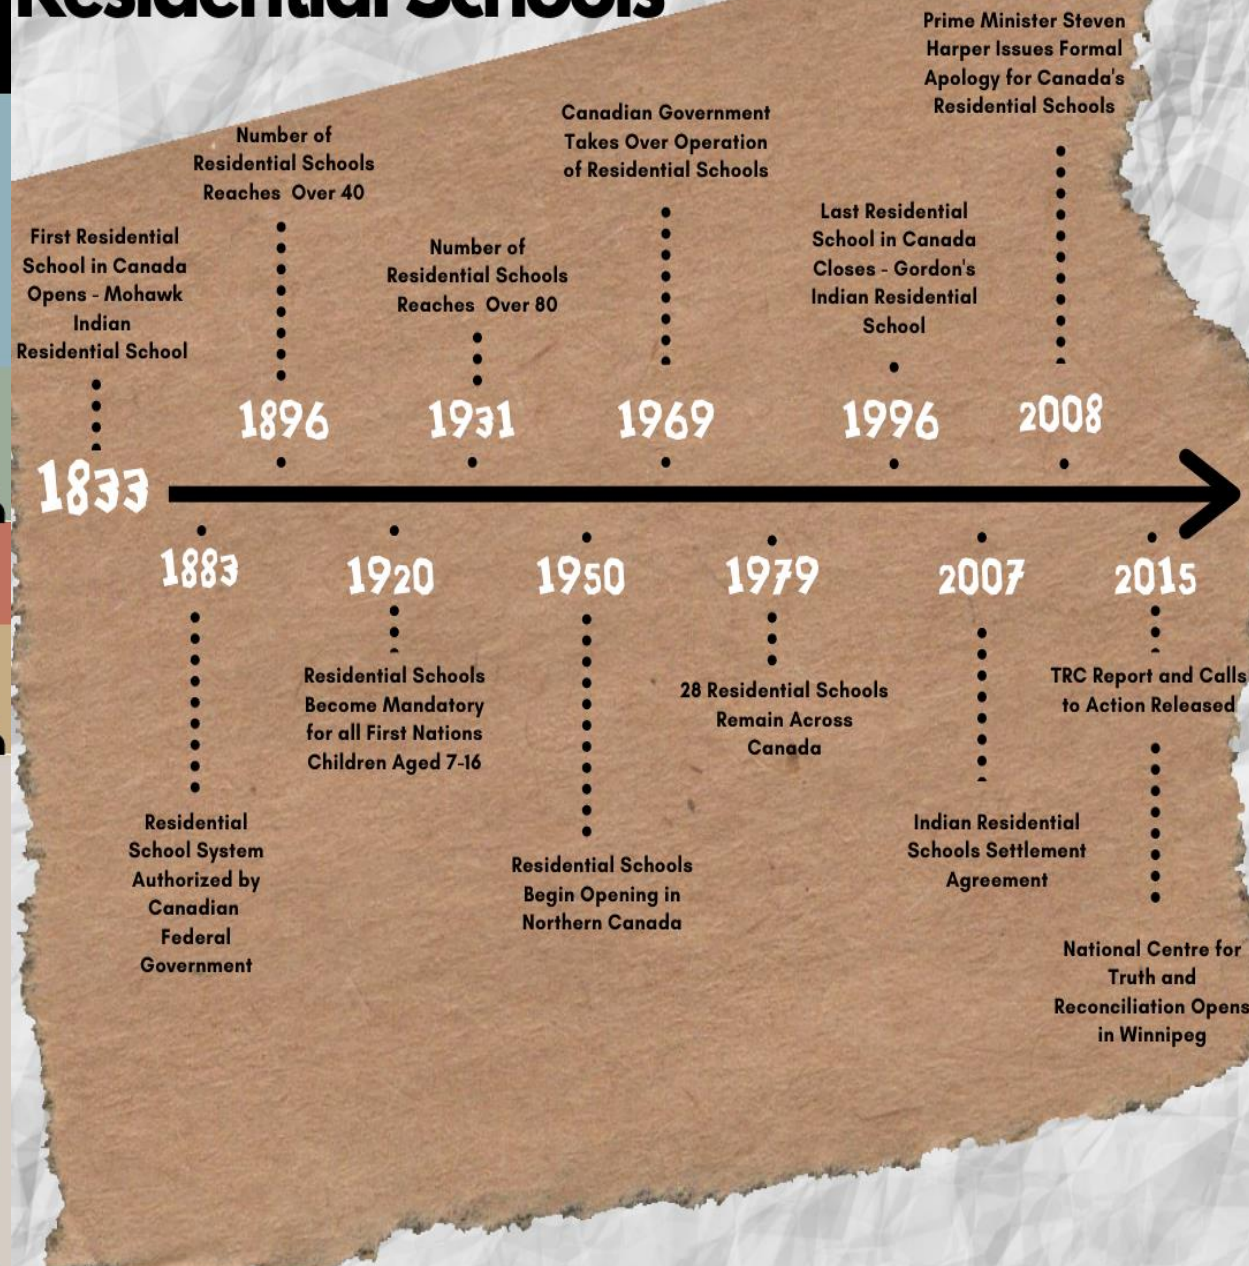 Residential Schools
Prime Minister Steven
Harper Issues Formal
Apology for Canada's
Residential Schools
Canadian Government
Takes Over Operation
of Residential Schools
Number of
Residential Schools
Reaches Over 40
Last Residential
School in Canada
Closes - Gordon's
Indian Residential
School
First Residential
School in Canada
Opens - Mohawk
Indian
Residential School
Number of
Residential Schools
Reaches Over 80
1896
1931
1969
1996
2008
1833
1883
1920
1950
1979
2007
2015
Residential Schools
Become Mandatory
for all First Nations
Children Aged 7-16
28 Residential Schools
Remain Across
Canada
TRC Report and Calls
to Action Released
Residential
School System
Authorized by
Canadian
Federal
Government
Residential Schools
Begin Opening in
Northern Canada
Indian Residential
Schools Settlement
Agreement
National Centre for
Truth and
Reconciliation Opens
in Winnipeg